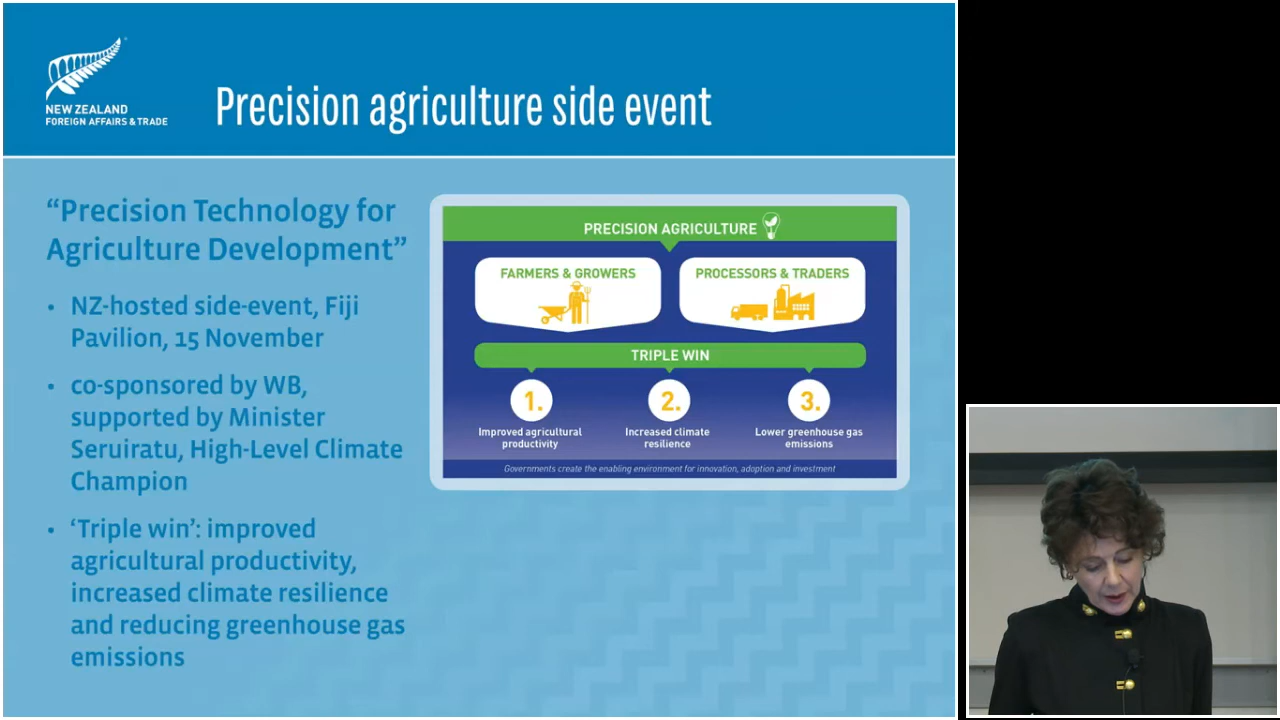 NEW ZEALAND
FOREIGN AFFAIRS & TRADE
Precision agriculture side event
“Precision Technology for
Agriculture Development”
• NZ-hosted side-event, Fiji
Pavilion, 15 November
• co-sponsored by WB,
supported by Minister
Seruiratu, High-Level Climate
Champion
• ‘Triple win’: improved
agricultural productivity,
increased climate resilience
and reducing greenhouse gas
emissions
PRECISION AGRICULTURE
FARMERS & GROWERS
PROCESSORS & TRADERS
TRIPLE WIN
1.
2.
3.
Improved agricultural
productivity
Increased climate
resilience
Lower greenhouse gas
emissions
Governments create the enabling environment for innovation, adoption and investment